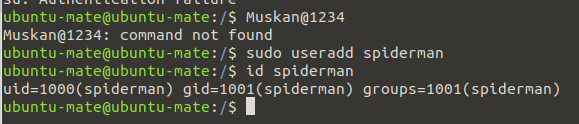 su: Authentication failure
ubuntu-mate@ubuntu-mate:/$ Muskan@1234
Muskan@1234: command not found
ubuntu-mate@ubuntu-mate:/$ sudo useradd spiderman
ubuntu-mate@ubuntu-mate:/$ id spiderman
uid=1000(spiderman) gid=1001(spiderman) groups=1001(spiderman)
ubuntu-mate@ubuntu-mate:/$